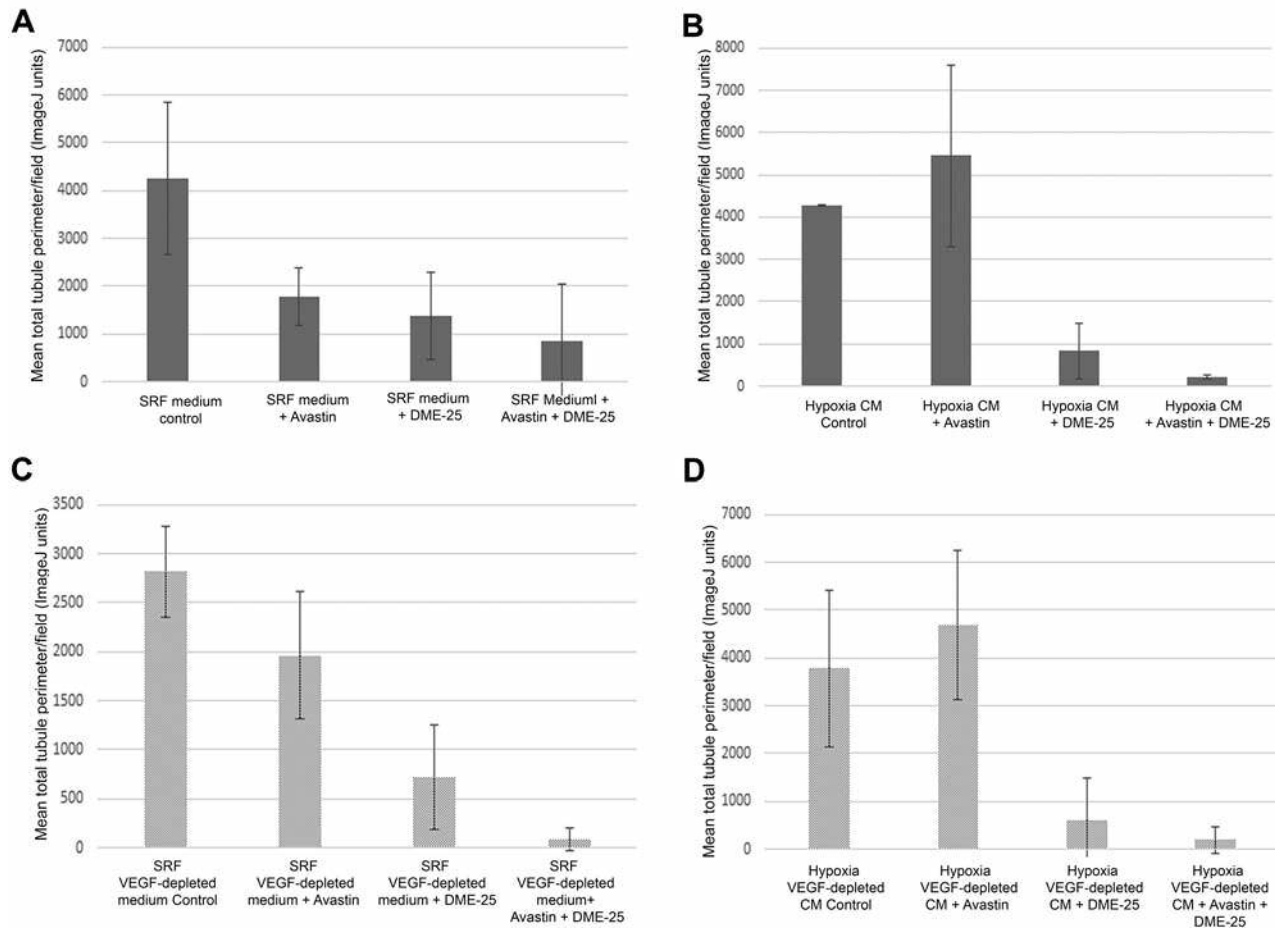 A
Mean total tubule perimeter/field (ImageJ units)
7000
6000
5000
4000
3000
2000
1000
0
SRF medium
control
SRF medium
+ Avastin
SRF medium
+ DME-25
SRF Mediuml +
Avastin + DME-25
B
Mean total tubule perimeter/field (ImageJ units)
8000
7000
6000
5000
4000
3000
2000
1000
0
Hypoxia CM
Control
Hypoxia CM
+ Avastin
Hypoxia CM
+ DME-25
Hypoxia CM
+ Avastin + DME-25
C
Mean total tubule perimeter/field (ImageJ units)
3500
3000
2500
2000
1500
1000
500
0
SRF
VEGF-depleted
medium Control
SRF
VEGF-depleted
medium + Avastin
SRF
VEGF-depleted
medium + DME-25
SRF
VEGF-depleted
medium+
Avastin + DME-25
D
Mean total tubule perimeter/field (ImageJ units)
7000
6000
5000
4000
3000
2000
1000
0
Hypoxia
VEGF-depleted
CM Control
Hypoxia
VEGF-depleted
CM + Avastin
Hypoxia
VEGF-depleted
CM + DME-25
Hypoxia
VEGF-depleted
CM + Avastin +
DME-25